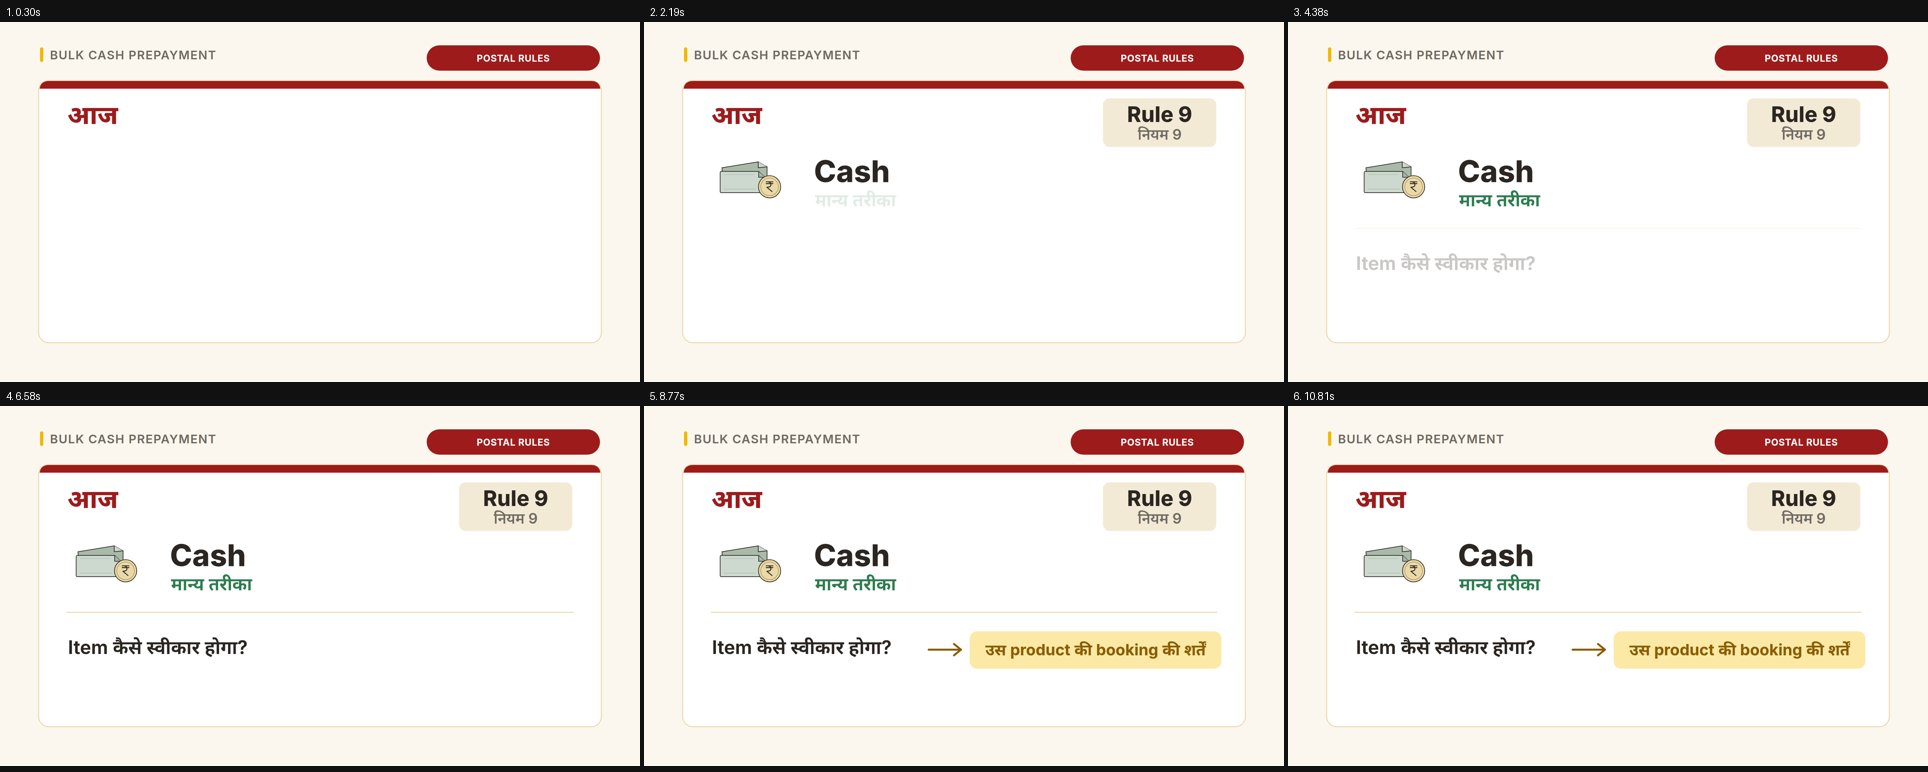 1. 0.30s
BULK CASH PREPAYMENT
POSTAL RULES
आज
2. 2.19s
BULK CASH PREPAYMENT
POSTAL RULES
आज
Rule 9
नियम 9
Cash
मान्य तरीका
₹
3. 4.38s
BULK CASH PREPAYMENT
POSTAL RULES
आज
Rule 9
नियम 9
Cash
₹
मान्य तरीका
Item कैसे स्वीकार होगा?
4. 6.58s
BULK CASH PREPAYMENT
POSTAL RULES
आज
Rule 9
नियम 9
Cash
₹
मान्य तरीका
Item कैसे स्वीकार होगा?
5. 8.77s
BULK CASH PREPAYMENT
POSTAL RULES
आज
Rule 9
नियम 9
Cash
₹
मान्य तरीका
Item कैसे स्वीकार होगा?
उस product की booking की शर्तें
6. 10.81s
BULK CASH PREPAYMENT
POSTAL RULES
आज
Rule 9
नियम 9
Cash
₹
मान्य तरीका
Item कैसे स्वीकार होगा?
उस product की booking की शर्तें